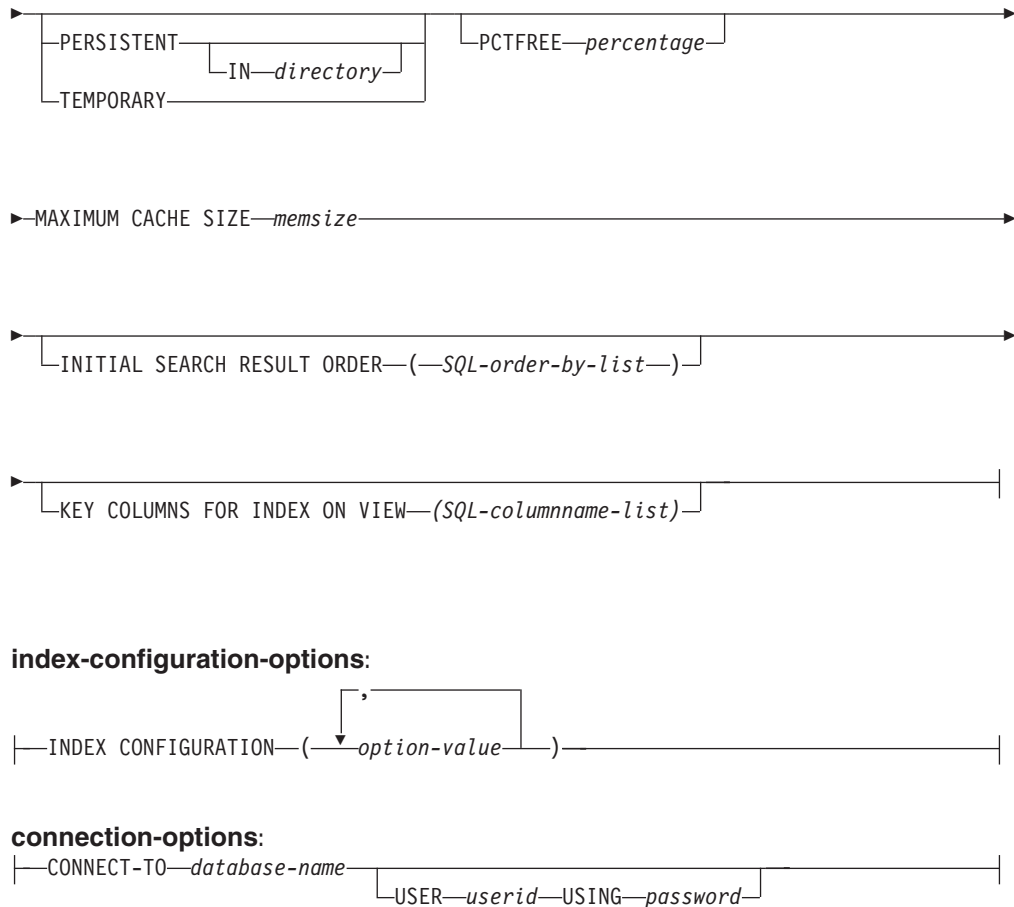 PERSISTENT PCTFREE percentage
IN directory
TEMPORARY
MAXIMUM CACHE SIZE memsize
INITIAL SEARCH RESULT ORDER ( SQL-order-by-list )
KEY COLUMNS FOR INDEX ON VIEW (SQL-columnname-list)
index-configuration-options:
,
INDEX CONFIGURATION ( option-value )
connection-options:
CONNECT-TO database-name
USER userid USING password